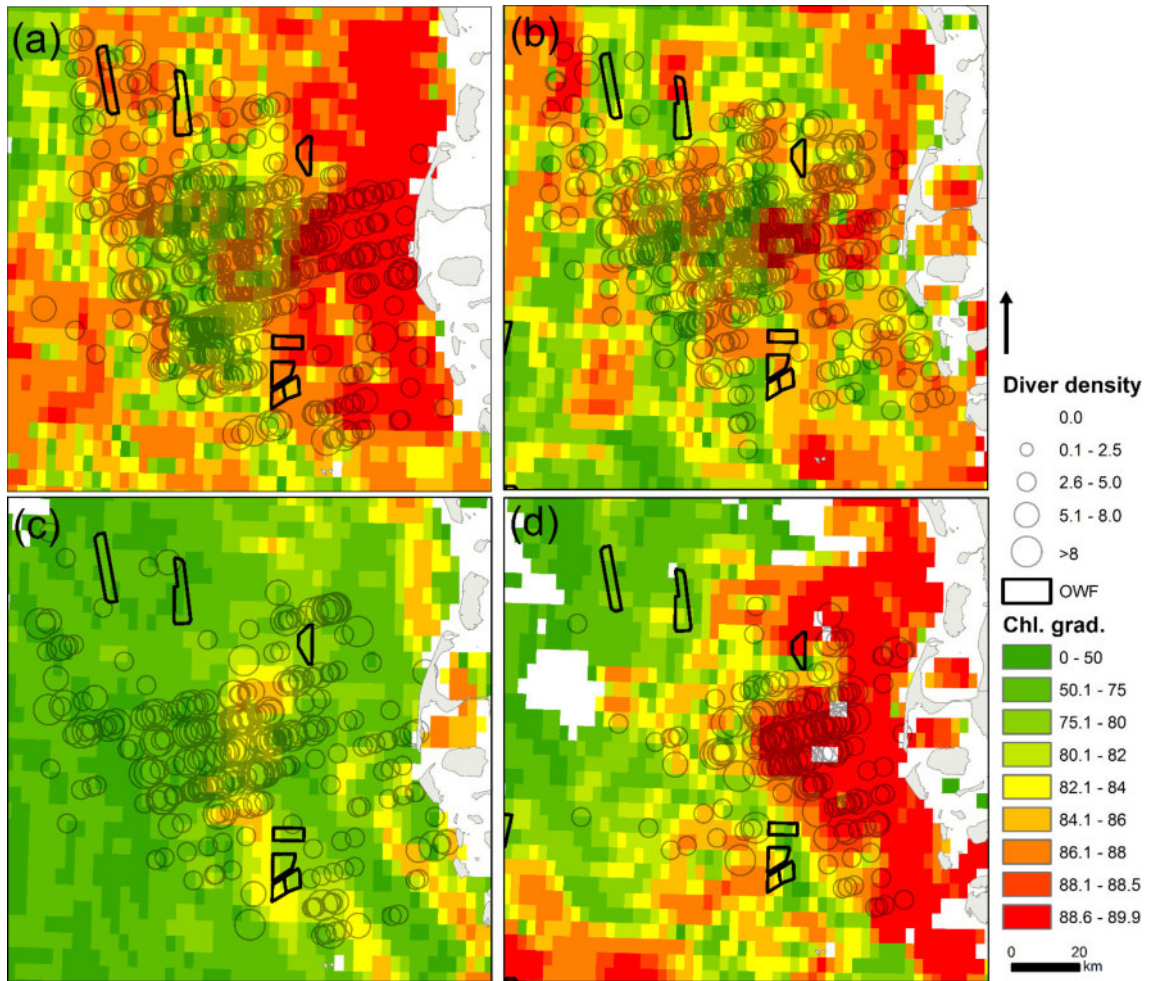 (a)
(b)
(c)
(d)
Diver density
0.0
0.1 - 2.5
2.6 - 5.0
5.1 - 8.0
>8
OWF
Chl. grad.
0 - 50
50.1 - 75
75.1 - 80
80.1 - 82
82.1 - 84
84.1 - 86
86.1 - 88
88.1 - 88.5
88.6 - 89.9
0 20
km